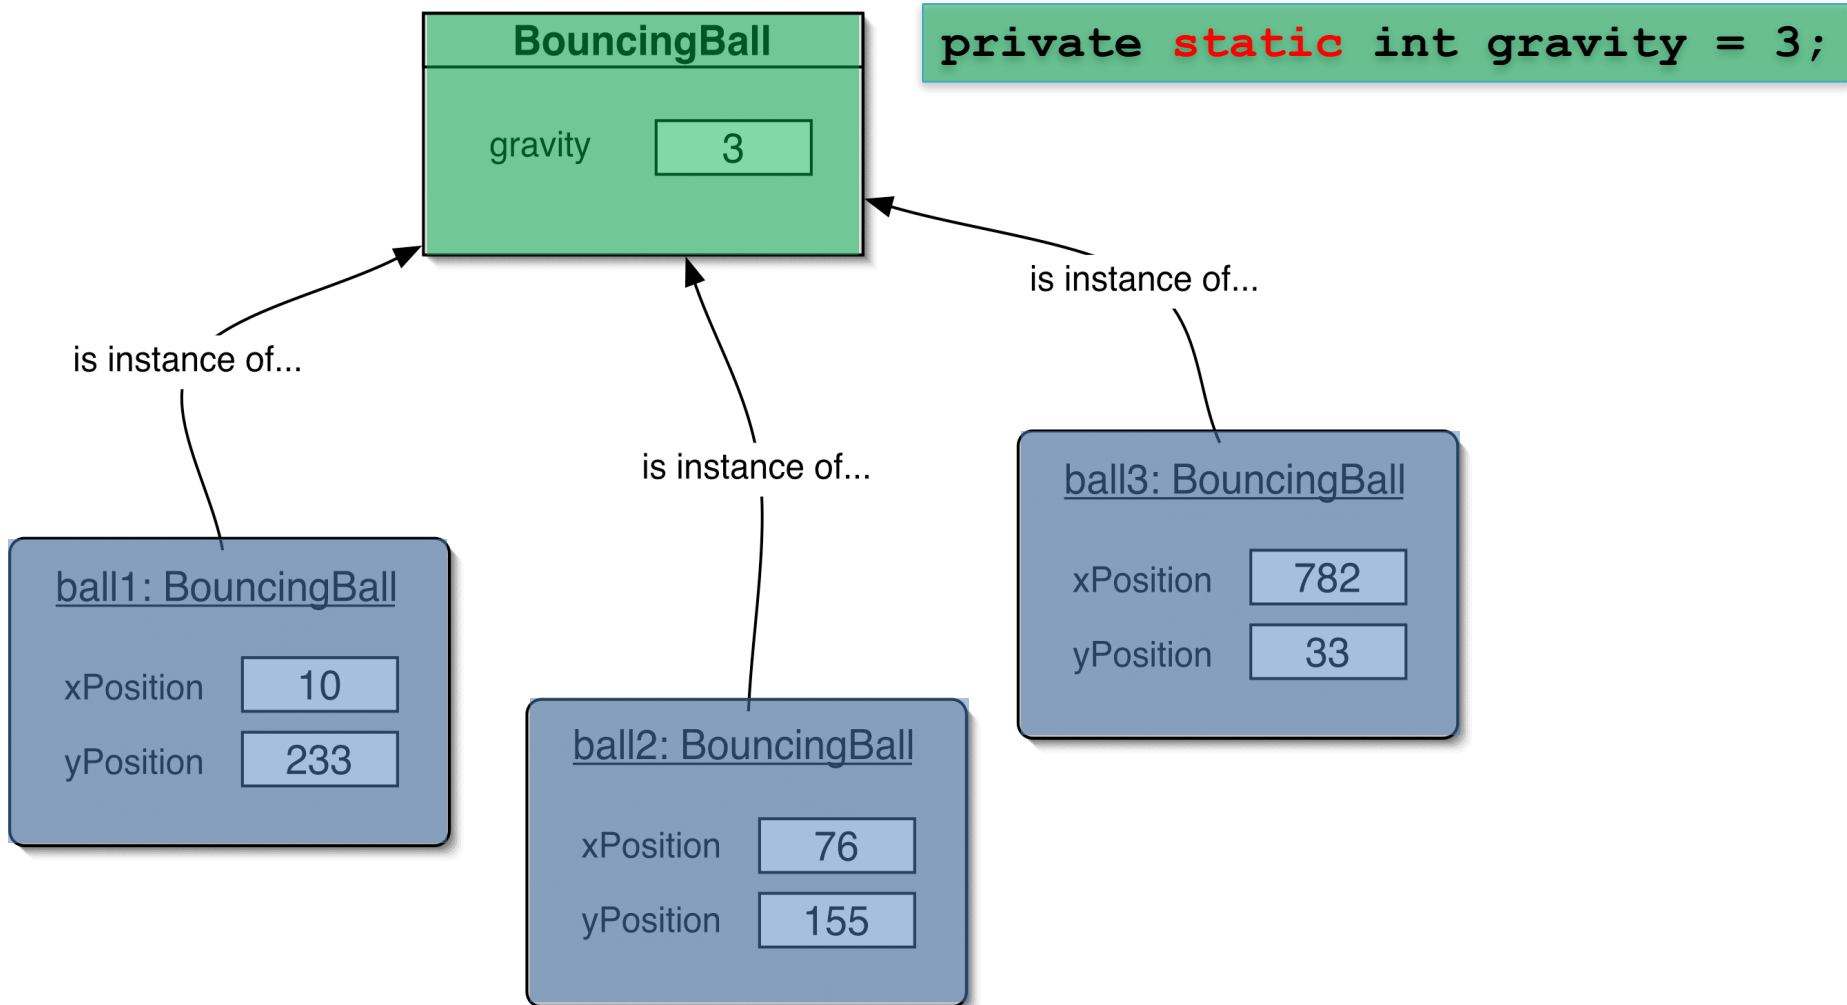 BouncingBall
private static int gravity = 3;
gravity 3
is instance of...
is instance of...
is instance of...
ball1: BouncingBall
xPosition 10
yPosition 233
ball2: BouncingBall
xPosition 76
yPosition 155
ball3: BouncingBall
xPosition 782
yPosition 33